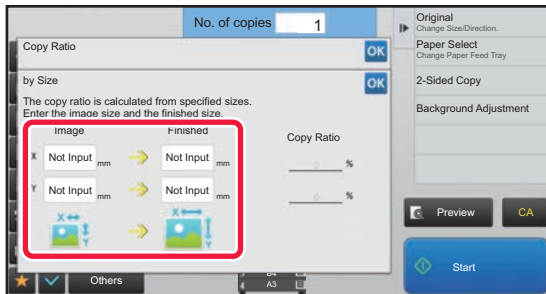 No. of copies 1
Original
Change Size/Direction.
Copy Ratio OK
Paper Select
Change Paper Feed Tray
by Size OK
2-Sided Copy
The copy ratio is calculated from specified sizes.
Enter the image size and the finished size.
Background Adjustment
Image Finished
Copy Ratio
X Not Input mm Not Input mm 0 %
Y Not Input mm Not Input mm 0 %
X Y X Y
Preview CA
Others
B4
4 A3
Start